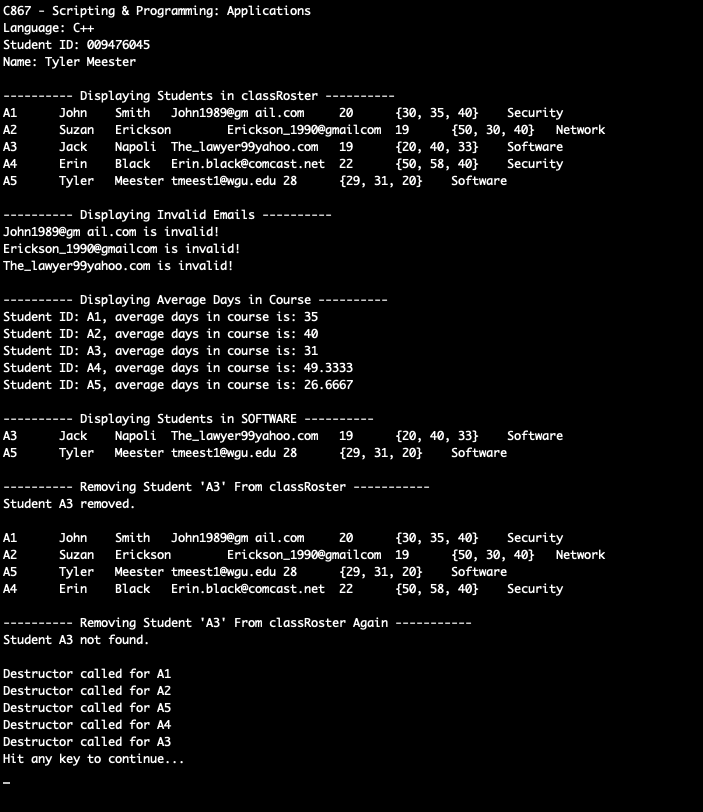 C867 - Scripting & Programming: Applications
Language: C++
Student ID: 009476045
Name: Tyler Meester
---------- Displaying Students in classRoster ----------
A1 John Smith John1989@gm ail.com 20 {30, 35, 40} Security
A2 Suzan Erickson Erickson_1990@gmailcom 19 {50, 30, 40} Network
A3 Jack Napoli The_lawyer99yahoo.com 19 {20, 40, 33} Software
A4 Erin Black Erin.black@comcast.net 22 {50, 58, 40} Security
A5 Tyler Meester tmeest1@wgu.edu 28 {29, 31, 20} Software
---------- Displaying Invalid Emails ----------
John1989@gm ail.com is invalid!
Erickson_1990@gmailcom is invalid!
The_lawyer99yahoo.com is invalid!
---------- Displaying Average Days in Course ----------
Student ID: A1, average days in course is: 35
Student ID: A2, average days in course is: 40
Student ID: A3, average days in course is: 31
Student ID: A4, average days in course is: 49.3333
Student ID: A5, average days in course is: 26.6667
---------- Displaying Students in SOFTWARE ----------
A3 Jack Napoli The_lawyer99yahoo.com 19 {20, 40, 33} Software
A5 Tyler Meester tmeest1@wgu.edu 28 {29, 31, 20} Software
---------- Removing Student 'A3' From classRoster -----------
Student A3 removed.
A1 John Smith John1989@gm ail.com 20 {30, 35, 40} Security
A2 Suzan Erickson Erickson_1990@gmailcom 19 {50, 30, 40} Network
A5 Tyler Meester tmeest1@wgu.edu 28 {29, 31, 20} Software
A4 Erin Black Erin.black@comcast.net 22 {50, 58, 40} Security
---------- Removing Student 'A3' From classRoster Again -----------
Student A3 not found.
Destructor called for A1
Destructor called for A2
Destructor called for A5
Destructor called for A4
Destructor called for A3
Hit any key to continue...
_